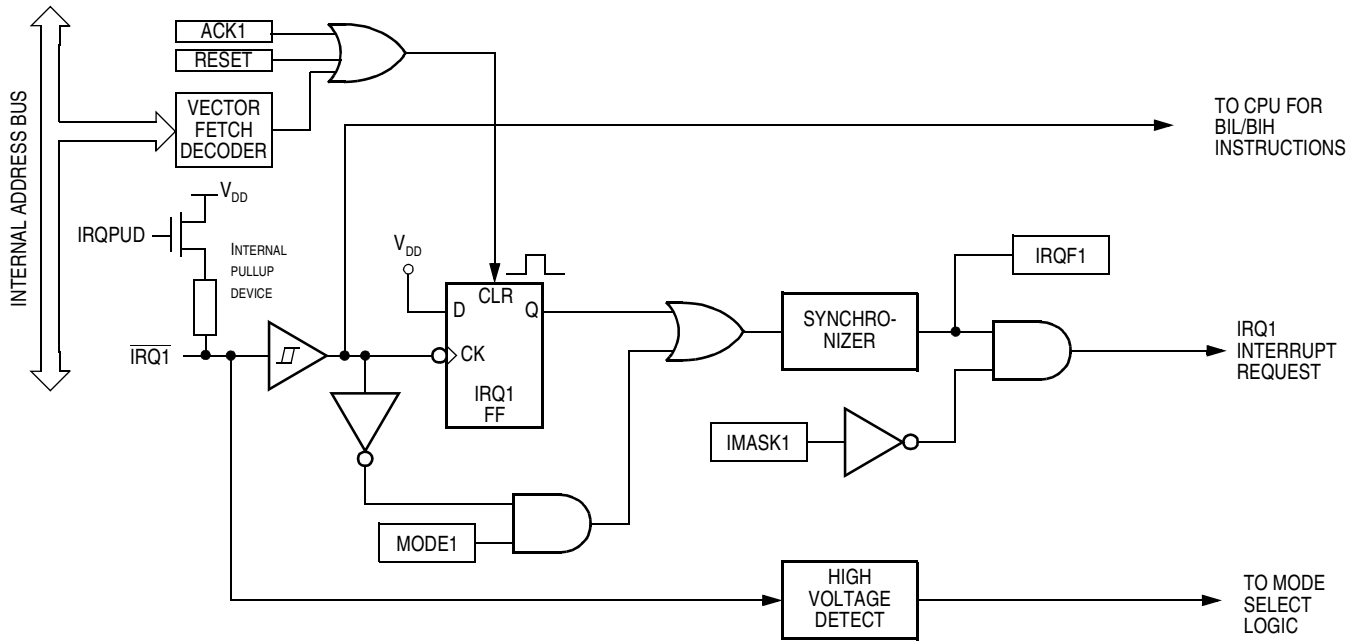 INTERNAL ADDRESS BUS
ACK1
RESET
VECTOR
FETCH
DECODER
TO CPU FOR
BIL/BIH
INSTRUCTIONS
VDD
IRQPUD
INTERNAL
PULLUP
DEVICE
VDD
D
CLR
Q
CK
IRQ1
FF
IRQ1
SYNCHRO-
NIZER
IRQF1
IRQ1
INTERRUPT
REQUEST
IMASK1
MODE1
HIGH
VOLTAGE
DETECT
TO MODE
SELECT
LOGIC